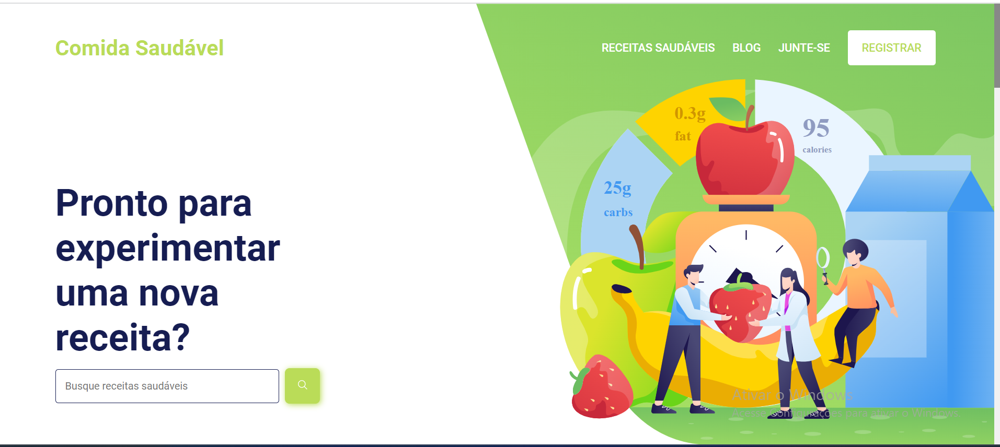 Comida Saudável
RECEITAS SAUDÁVEIS
BLOG
JUNTE-SE
REGISTRAR
0.3g
fat
95
calories
25g
carbs
Pronto para
experimentar
uma nova
receita?
Busque receitas saudáveis
Ativar o Windows
Acesse Configurações para ativar o Windows.